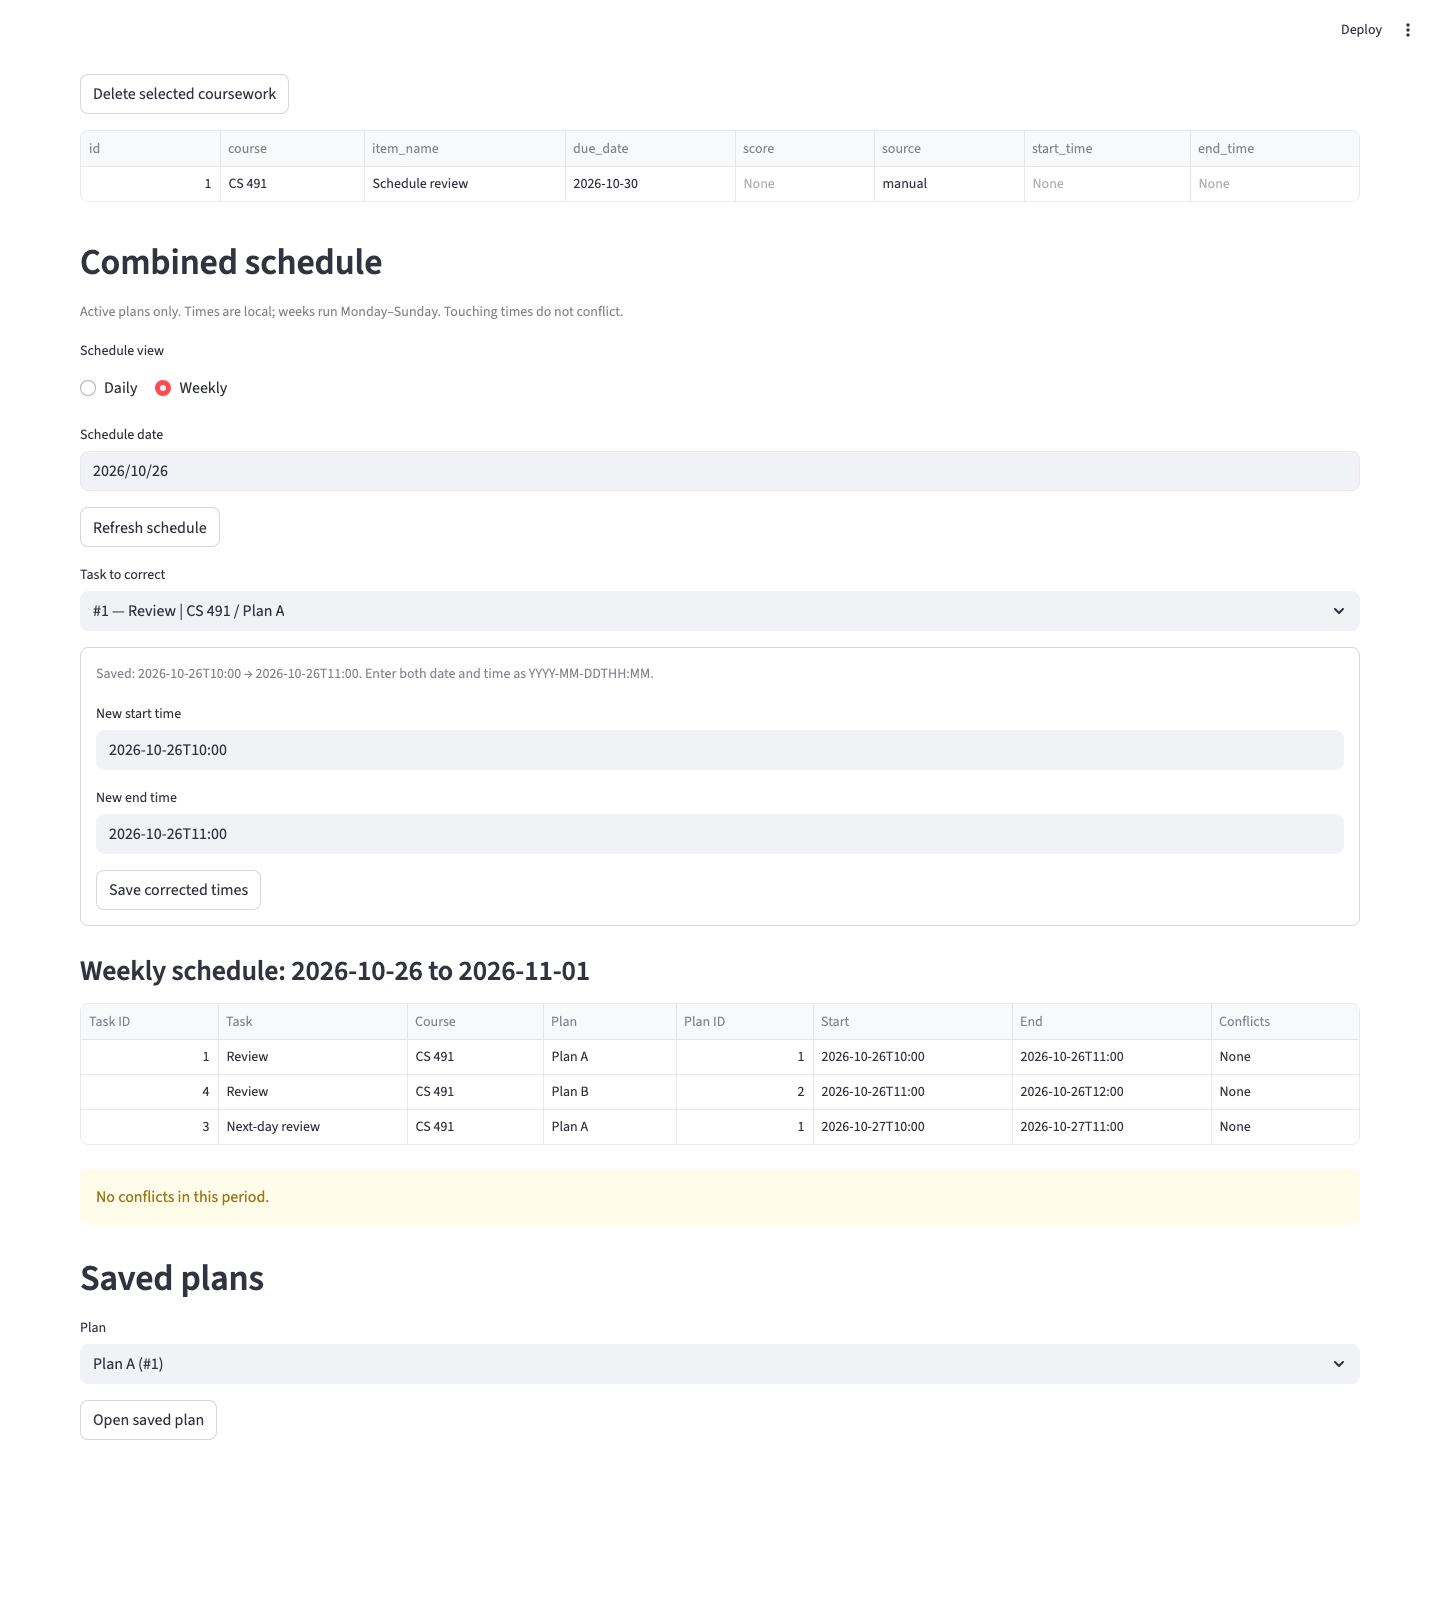 Deploy
Delete selected coursework
id course item_name due_date score source start_time end_time
1 CS 491 Schedule review 2026-10-30 None manual None None
Combined schedule
Active plans only. Times are local; weeks run Monday–Sunday. Touching times do not conflict.
Schedule view
Daily Weekly
Schedule date
2026/10/26
Refresh schedule
Task to correct
#1 — Review | CS 491 / Plan A
Saved: 2026-10-26T10:00 → 2026-10-26T11:00. Enter both date and time as YYYY-MM-DDTHH:MM.
New start time
2026-10-26T10:00
New end time
2026-10-26T11:00
Save corrected times
Weekly schedule: 2026-10-26 to 2026-11-01
Task ID Task Course Plan Plan ID Start End Conflicts
1 Review CS 491 Plan A 1 2026-10-26T10:00 2026-10-26T11:00 None
4 Review CS 491 Plan B 2 2026-10-26T11:00 2026-10-26T12:00 None
3 Next-day review CS 491 Plan A 1 2026-10-27T10:00 2026-10-27T11:00 None
No conflicts in this period.
Saved plans
Plan
Plan A (#1)
Open saved plan